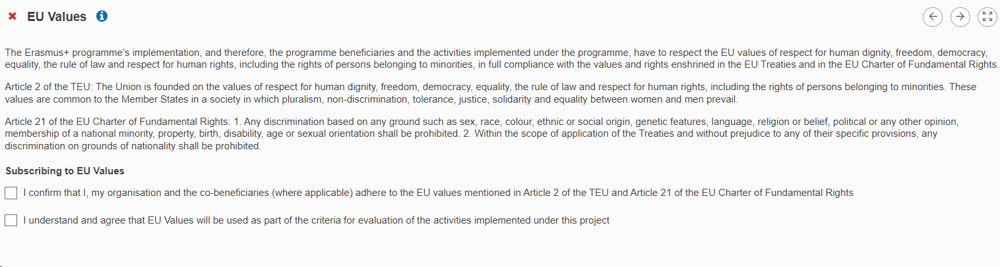 EU Values
The Erasmus+ programme's implementation, and therefore, the programme beneficiaries and the activities implemented under the programme, have to respect the EU values of respect for human dignity, freedom, democracy,
equality, the rule of law and respect for human rights, including the rights of persons belonging to minorities, in full compliance with the values and rights enshrined in the EU Treaties and in the EU Charter of Fundamental Rights.
Article 2 of the TEU: The Union is founded on the values of respect for human dignity, freedom, democracy, equality, the rule of law and respect for human rights, including the rights of persons belonging to minorities. These
values are common to the Member States in a society in which pluralism, non-discrimination, tolerance, justice, solidarity and equality between women and men prevail.
Article 21 of the EU Charter of Fundamental Rights: 1. Any discrimination based on any ground such as sex, race, colour, ethnic or social origin, genetic features, language, religion or belief, political or any other opinion,
membership of a national minority, property, birth, disability, age or sexual orientation shall be prohibited. 2. Within the scope of application of the Treaties and without prejudice to any of their specific provisions, any
discrimination on grounds of nationality shall be prohibited.
Subscribing to EU Values
I confirm that I, my organisation and the co-beneficiaries (where applicable) adhere to the EU values mentioned in Article 2 of the TEU and Article 21 of the EU Charter of Fundamental Rights
I understand and agree that EU Values will be used as part of the criteria for evaluation of the activities implemented under this project